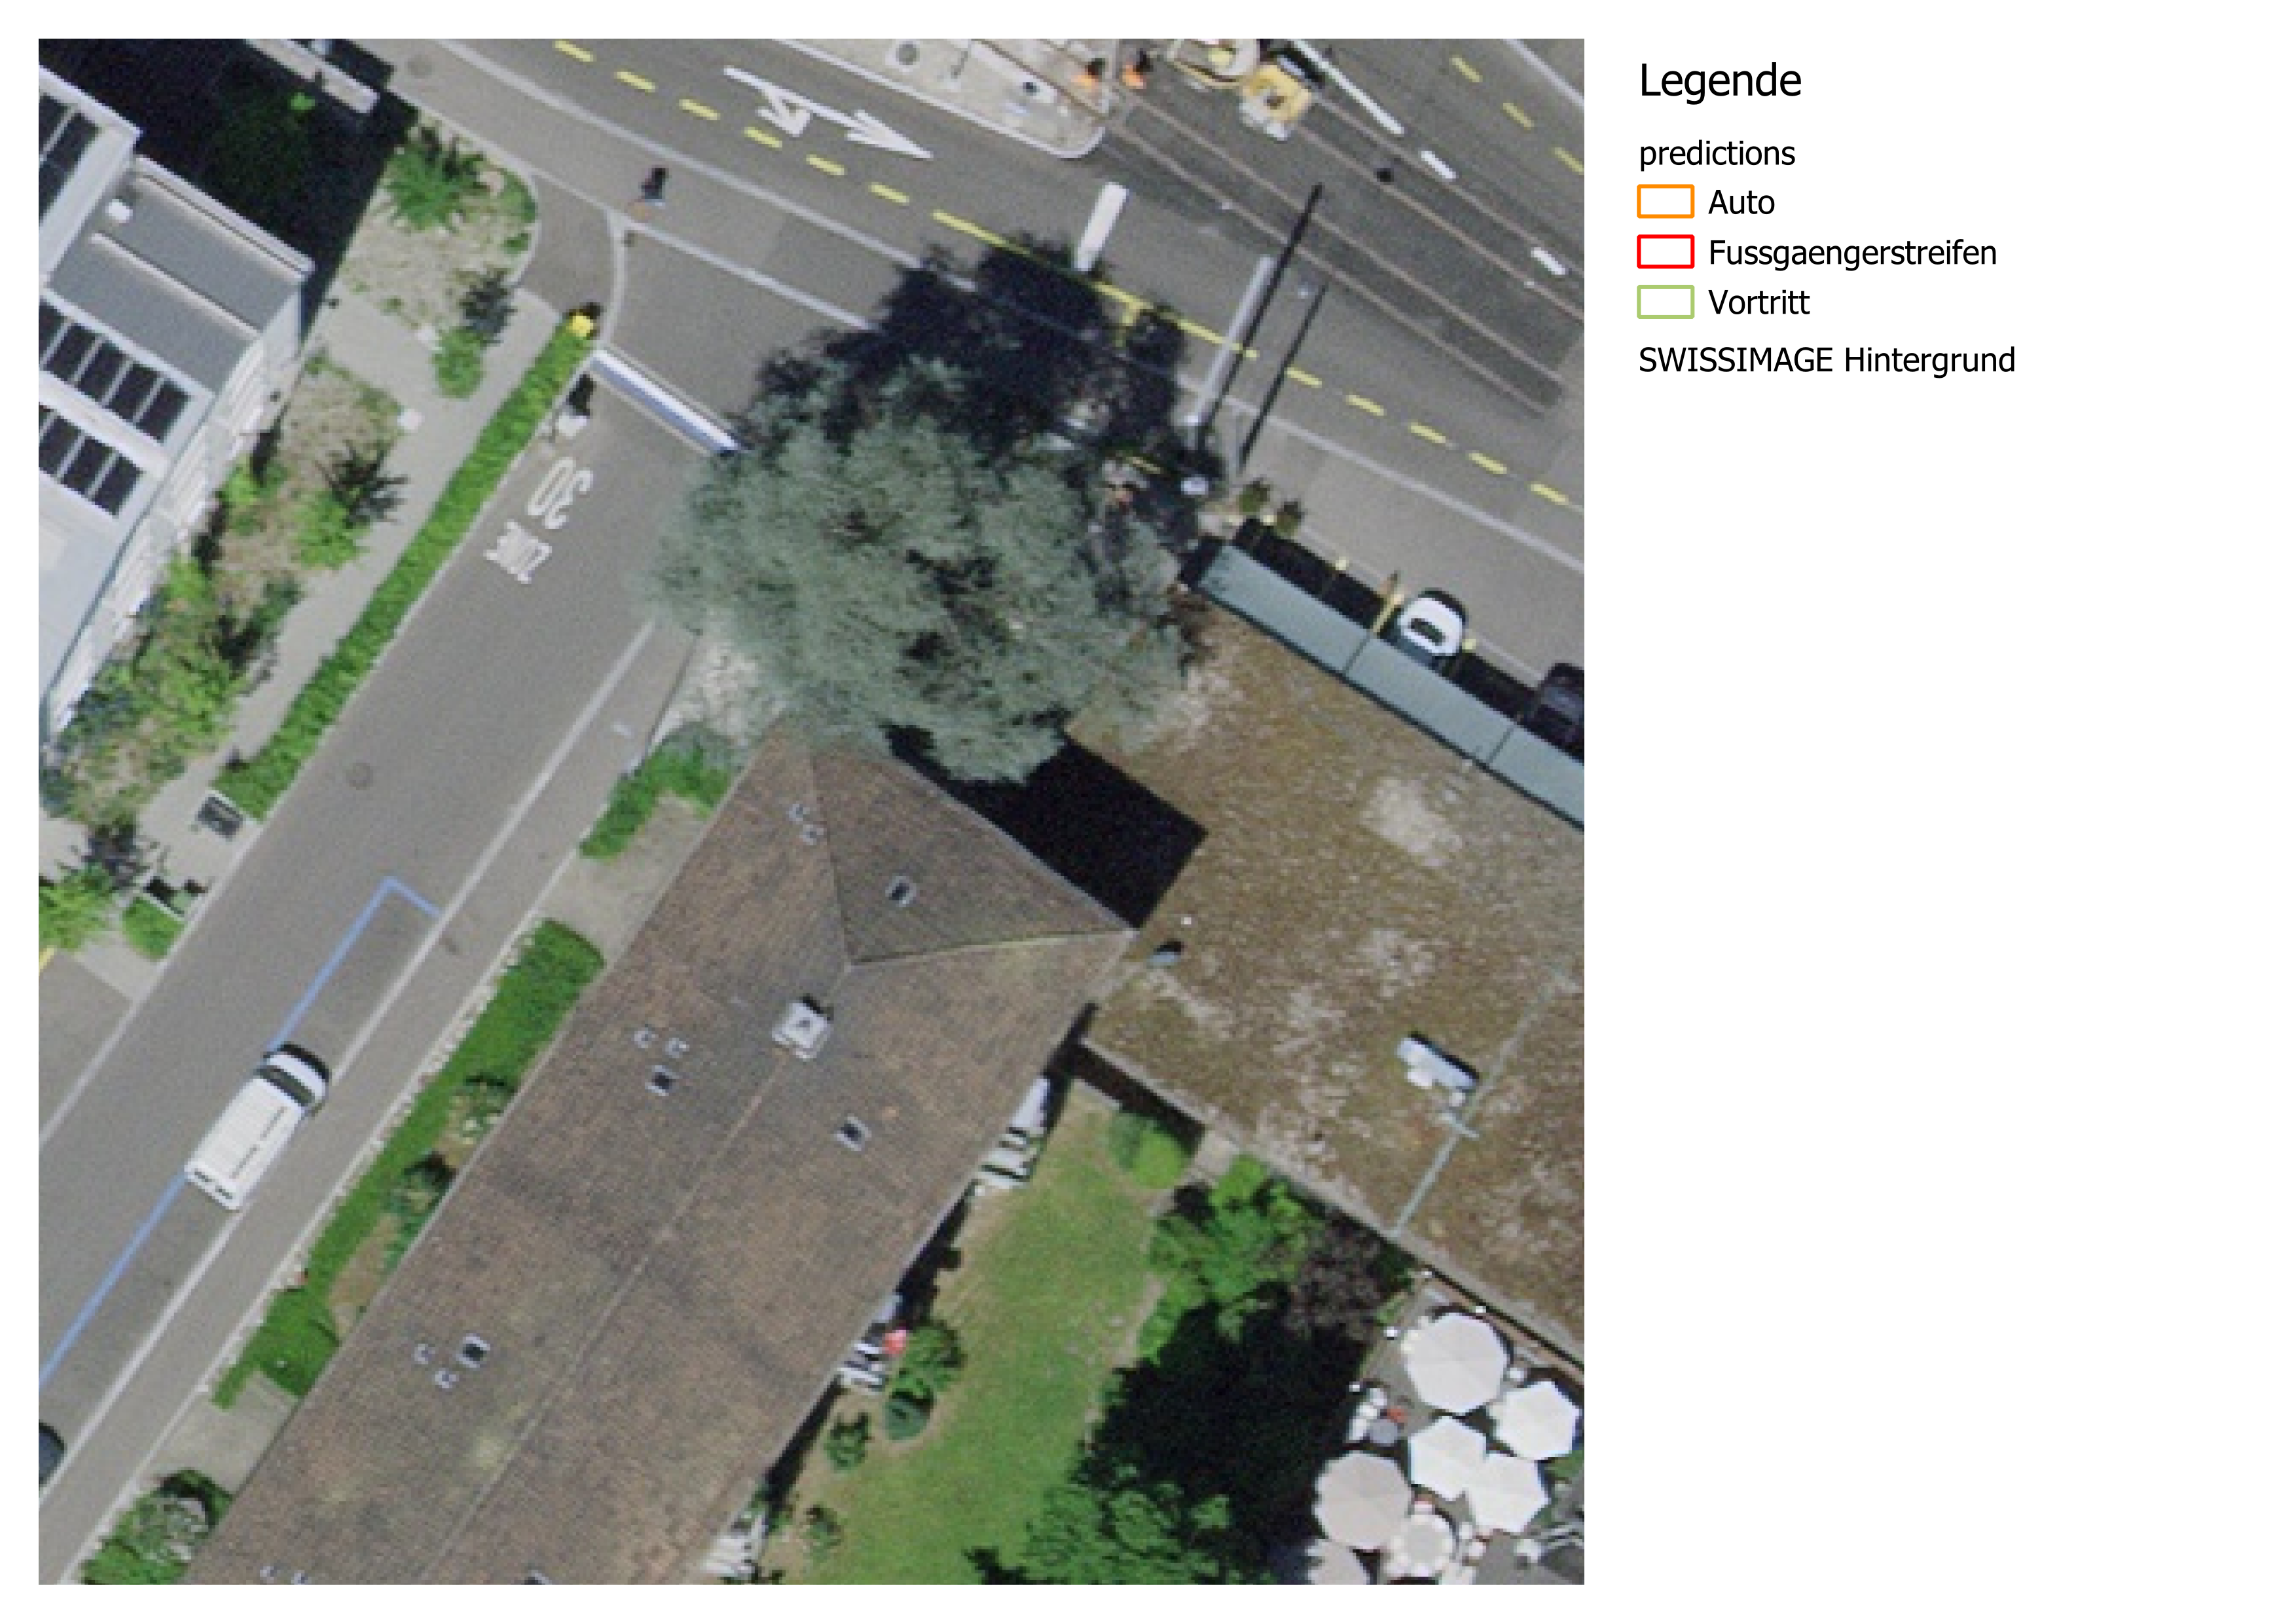 Legende
predictions
Auto
Fussgaengerstreifen
Vortritt
SWISSIMAGE Hintergrund
30
ZONE